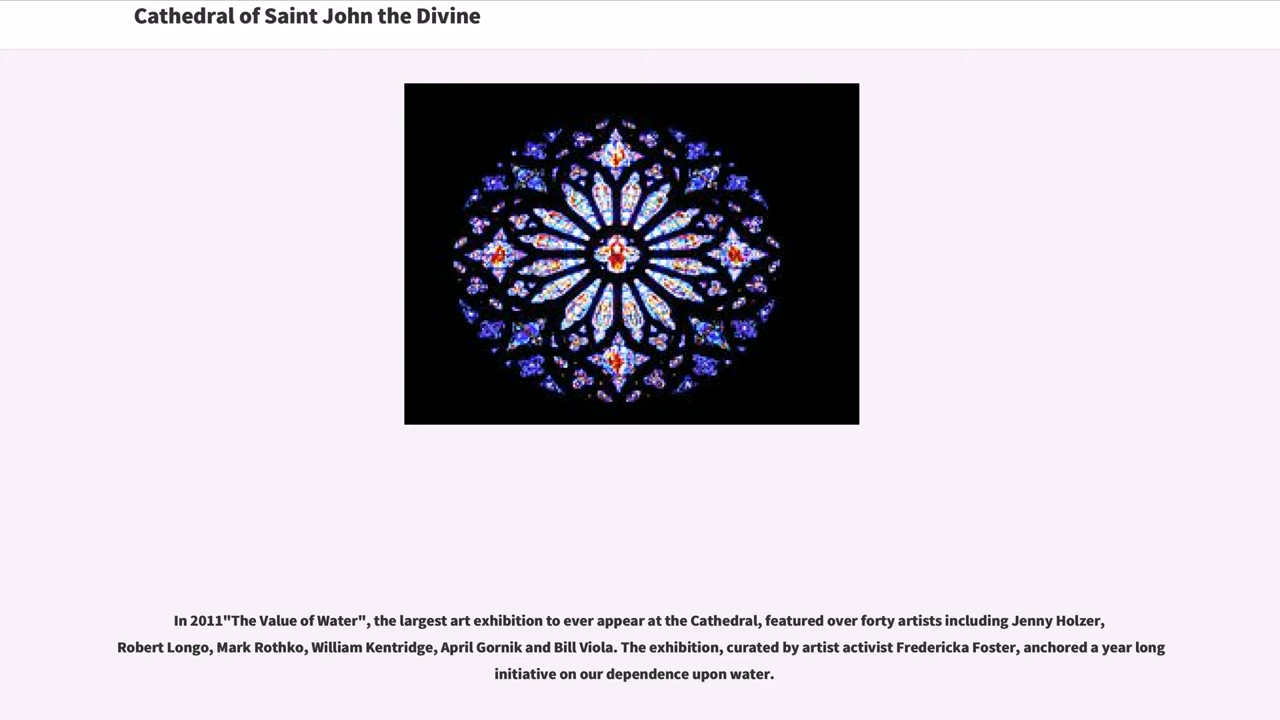 Cathedral of Saint John the Divine
In 2011"The Value of Water", the largest art exhibition to ever appear at the Cathedral, featured over forty artists including Jenny Holzer,
Robert Longo, Mark Rothko, William Kentridge, April Gornik and Bill Viola. The exhibition, curated by artist activist Fredericka Foster, anchored a year long
initiative on our dependence upon water.